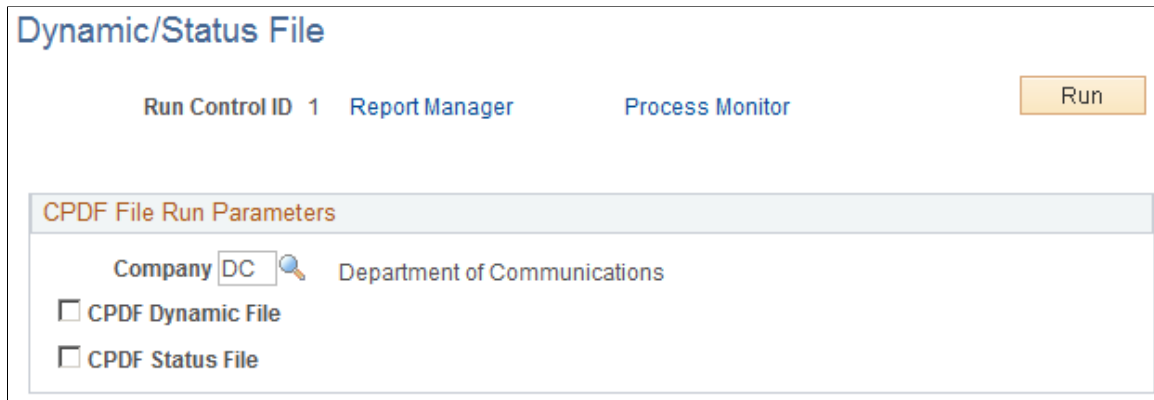 Dynamic/Status File
Run Control ID 1 Report Manager Process Monitor Run
CPDF File Run Parameters
Company DC Department of Communications
CPDF Dynamic File
CPDF Status File